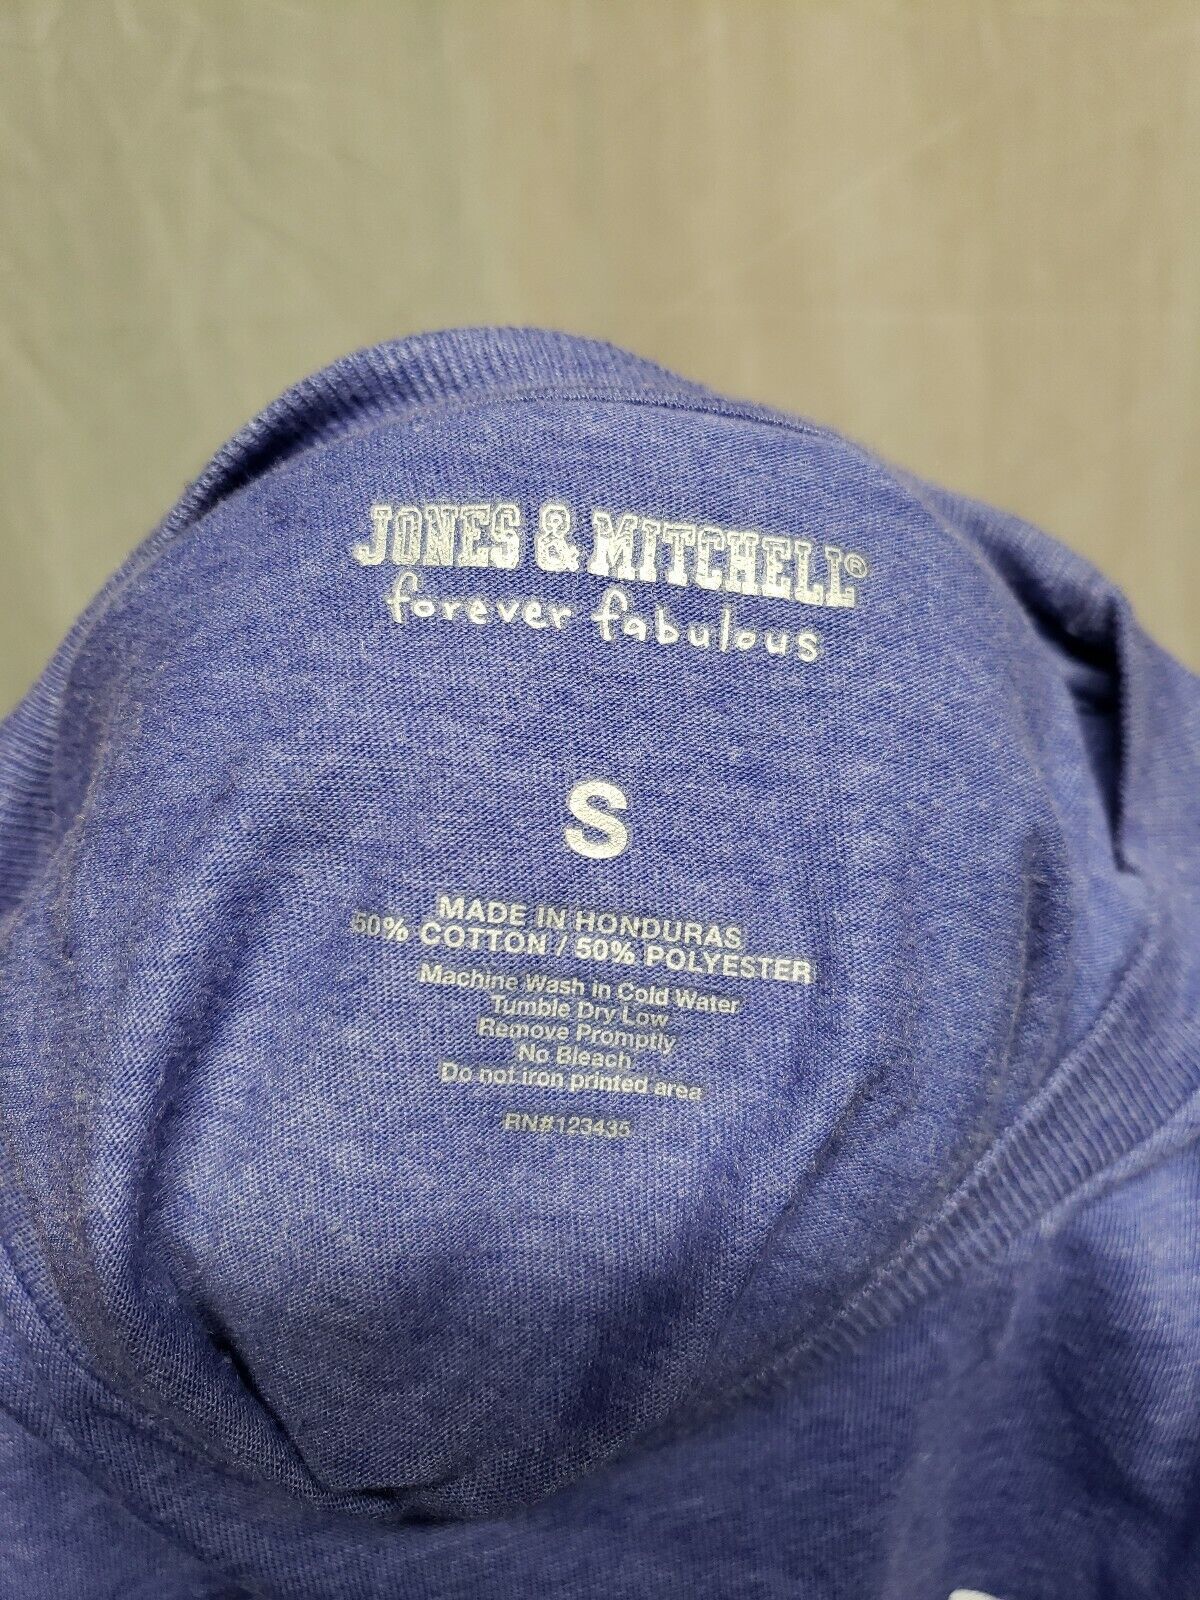 JONES & MITCHELL®
forever fabulous
S
MADE IN HONDURAS
50% COTTON / 50% POLYESTER
Machine Wash in Cold Water
Tumble Dry Low
Remove Promptly
No Bleach
Do not iron printed area
RN#123435